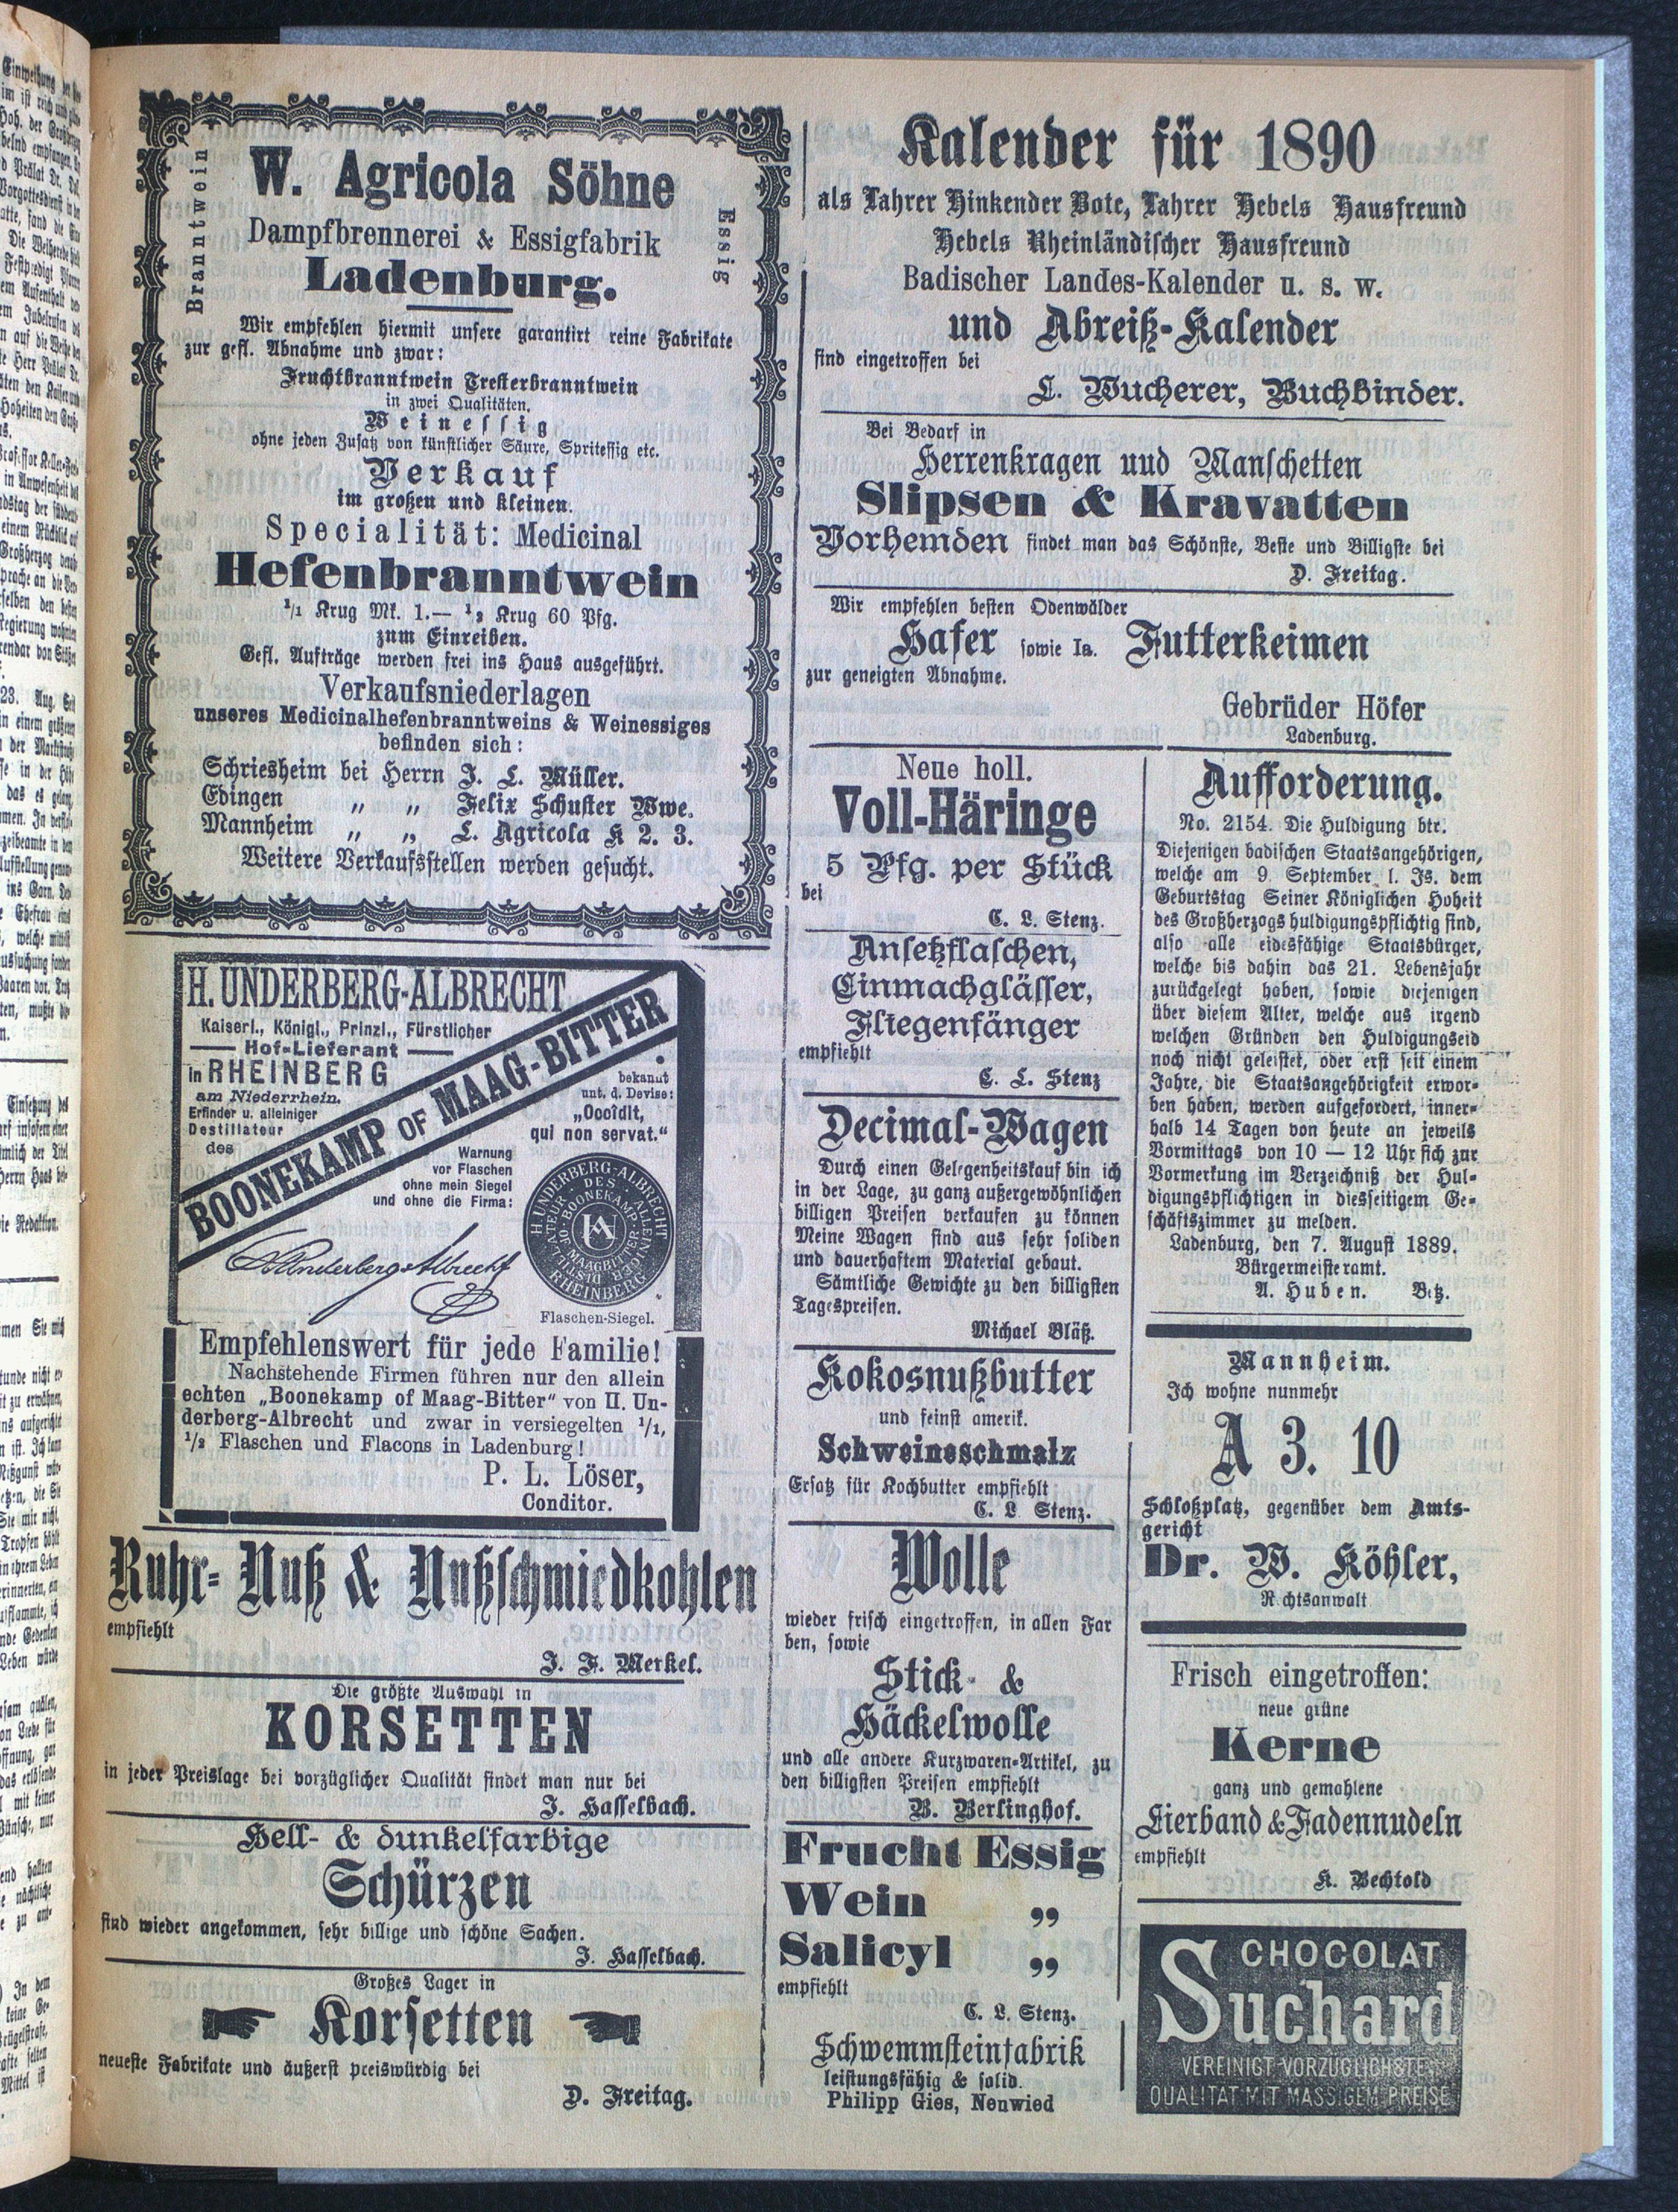 Branntwein
W. Agricola Söhne
Essig
Dampfbrennerei & Essigfabrik
Ladenburg.
Wir empfehlen hiermit unsere garantirt reine Fabrikate
zur gefl. Abnahme und zwar:
Fruchtbranntwein Tresterbranntwein
in zwei Qualitäten.
Weinessig
ohne jeden Zusatz von künstlicher Säure, Spritessig etc.
Verkauf
im großen und kleinen.
Specialität: Medicinal
Hefenbranntwein
1/1 Krug Mk. 1.— 1/2 Krug 60 Pfg.
zum Einreiben.
Gefl. Aufträge werden frei ins Haus ausgeführt.
Verkaufsniederlagen
unseres Medicinalhefenbranntweins & Weinessiges
befinden sich:
Schriesheim bei Herrn J. L. Müller.
Edingen „ „ Felix Schuster Wwe.
Mannheim „ „ L. Agricola K 2. 3.
Weitere Verkaufsstellen werden gesucht.
H. UNDERBERG-ALBRECHT
Kaiserl., Königl., Prinzl., Fürstlicher
Hof-Lieferant
in RHEINBERG
am Niederrhein.
Erfinder u. alleiniger
Destillateur
des
BOONEKAMP OF MAAG-BITTER
bekannt
unt. d. Devise:
„Occidit,
qui non servat.“
Warnung
vor Flaschen
ohne mein Siegel
und ohne die Firma:
H. Underberg-Albrecht
H. UNDERBERG-ALBRECHT
DES BOONEKAMP OF MAAGBITTER
ALLEINIGER DISTILLATEUR
RHEINBERG
Flaschen-Siegel.
Empfehlenswert für jede Familie!
Nachstehende Firmen führen nur den allein
echten „Boonekamp of Maag-Bitter“ von H. Un-
derberg-Albrecht und zwar in versiegelten 1/1,
1/2 Flaschen und Flacons in Ladenburg!
P. L. Löser,
Conditor.
Ruhr- Nuß & Nußschmiedkohlen
empfiehlt
J. F. Merkel.
Die größte Auswahl in
KORSETTEN
in jeder Preislage bei vorzüglicher Qualität findet man nur bei
J. Hasselbach.
Hell- & dunkelfarbige
Schürzen
sind wieder angekommen, sehr billige und schöne Sachen.
J. Hasselbach.
Großes Lager in
Korsetten
neueste Fabrikate und äußerst preiswürdig bei
D. Freitag.
Kalender für 1890
als Lahrer Hinkender Bote, Lahrer Hebels Hausfreund
Hebels Rheinländischer Hausfreund
Badischer Landes-Kalender u. s. w.
und Abreiß-Kalender
sind eingetroffen bei
L. Wucherer, Buchbinder.
Bei Bedarf in
Herrenkragen und Manschetten
Slipsen & Kravatten
Vorhemden findet man das Schönste, Beste und Billigste bei
D. Freitag.
Wir empfehlen besten Odenwälder
Hafer sowie Ia. Futterkeimen
zur geneigten Abnahme.
Gebrüder Höfer
Ladenburg.
Neue holl.
Voll-Häringe
5 Pfg. per Stück
bei
C. L. Stenz.
Ansetzflaschen,
Einmachglässer,
Fliegenfänger
empfiehlt
C. L. Stenz
Decimal-Wagen
Durch einen Gelegenheitskauf bin ich
in der Lage, zu ganz außergewöhnlichen
billigen Preisen verkaufen zu können
Meine Wagen sind aus sehr soliden
und dauerhaftem Material gebaut.
Sämtliche Gewichte zu den billigsten
Tagespreisen.
Michael Bläß.
Kokosnußbutter
und feinst amerik.
Schweineschmalz
Ersatz für Kochbutter empfiehlt
C. L. Stenz.
Wolle
wieder frisch eingetroffen, in allen Far
ben, sowie
Stick- &
Häckelwolle
und alle andere Kurzwaren-Artikel, zu
den billigsten Preisen empfiehlt
B. Berlinghof.
Frucht Essig
Wein „
Salicyl „
empfiehlt
C. L. Stenz.
Schwemmsteinfabrik
leistungsfähig & solid.
Philipp Gies, Neuwied
Aufforderung.
No. 2154. Die Huldigung btr.
Diejenigen badischen Staatsangehörigen,
welche am 9. September l. Js. dem
Geburtstag Seiner Königlichen Hoheit
des Großherzogs huldigungspflichtig sind,
also alle eidesfähige Staatsbürger,
welche bis dahin das 21. Lebensjahr
zurückgelegt haben, sowie diejenigen
über diesem Alter, welche aus irgend
welchen Gründen den Huldigungseid
noch nicht geleistet, oder erst seit einem
Jahre, die Staatsangehörigkeit erwor-
ben haben, werden aufgefordert, inner-
halb 14 Tagen von heute an jeweils
Vormittags von 10 — 12 Uhr sich zur
Vormerkung im Verzeichniß der Hul-
digungspflichtigen in diesseitigem Ge-
schäftszimmer zu melden.
Ladenburg, den 7. August 1889.
Bürgermeisteramt.
A. Huben. Betz.
Mannheim.
Ich wohne nunmehr
A 3. 10
Schloßplatz, gegenüber dem Amts-
gericht
Dr. W. Köhler,
Rechtsanwalt
Frisch eingetroffen:
neue grüne
Kerne
ganz und gemahlene
Eierband & Fadennudeln
empfiehlt
K. Bechtold
CHOCOLAT
Suchard
VEREINIGT VORZÜGLICHSTE
QUALITÄT MIT MÄSSIGEM PREISE